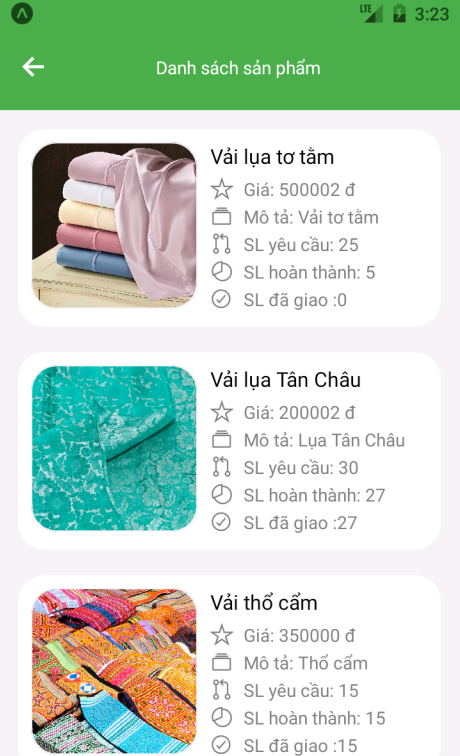 LTE 3:23
Danh sách sản phẩm
Vải lụa tơ tằm
Giá: 500002 đ
Mô tả: Vải tơ tằm
SL yêu cầu: 25
SL hoàn thành: 5
SL đã giao :0
Vải lụa Tân Châu
Giá: 200002 đ
Mô tả: Lụa Tân Châu
SL yêu cầu: 30
SL hoàn thành: 27
SL đã giao :27
Vải thổ cẩm
Giá: 350000 đ
Mô tả: Thổ cẩm
SL yêu cầu: 15
SL hoàn thành: 15
SL đã giao :15